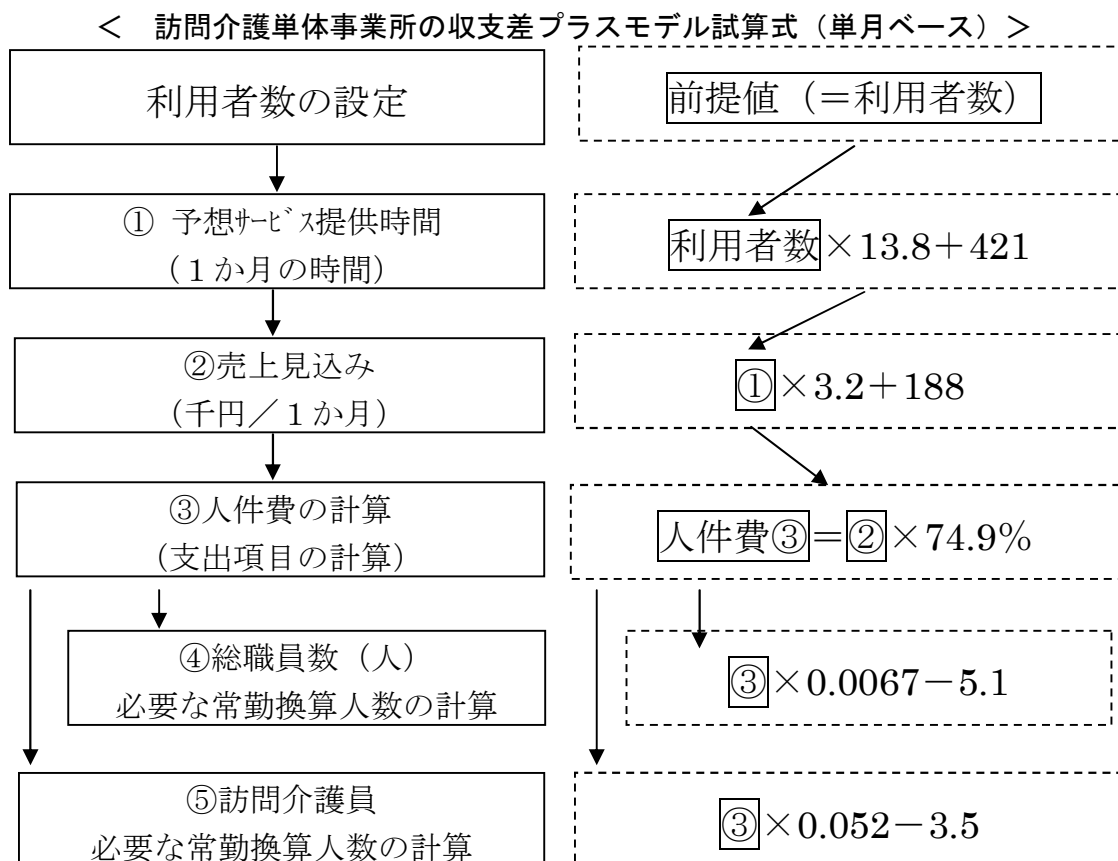 ＜ 訪問介護単体事業所の収支差プラスモデル試算式（単月ベース）＞
利用者数の設定
前提値（＝利用者数）
① 予想サービス提供時間
（１か月の時間）
利用者数×13.8＋421
②売上見込み
（千円／１か月）
①×3.2＋188
③人件費の計算
（支出項目の計算）
人件費③＝②×74.9%
④総職員数（人）
必要な常勤換算人数の計算
③×0.0067－5.1
⑤訪問介護員
必要な常勤換算人数の計算
③×0.052－3.5